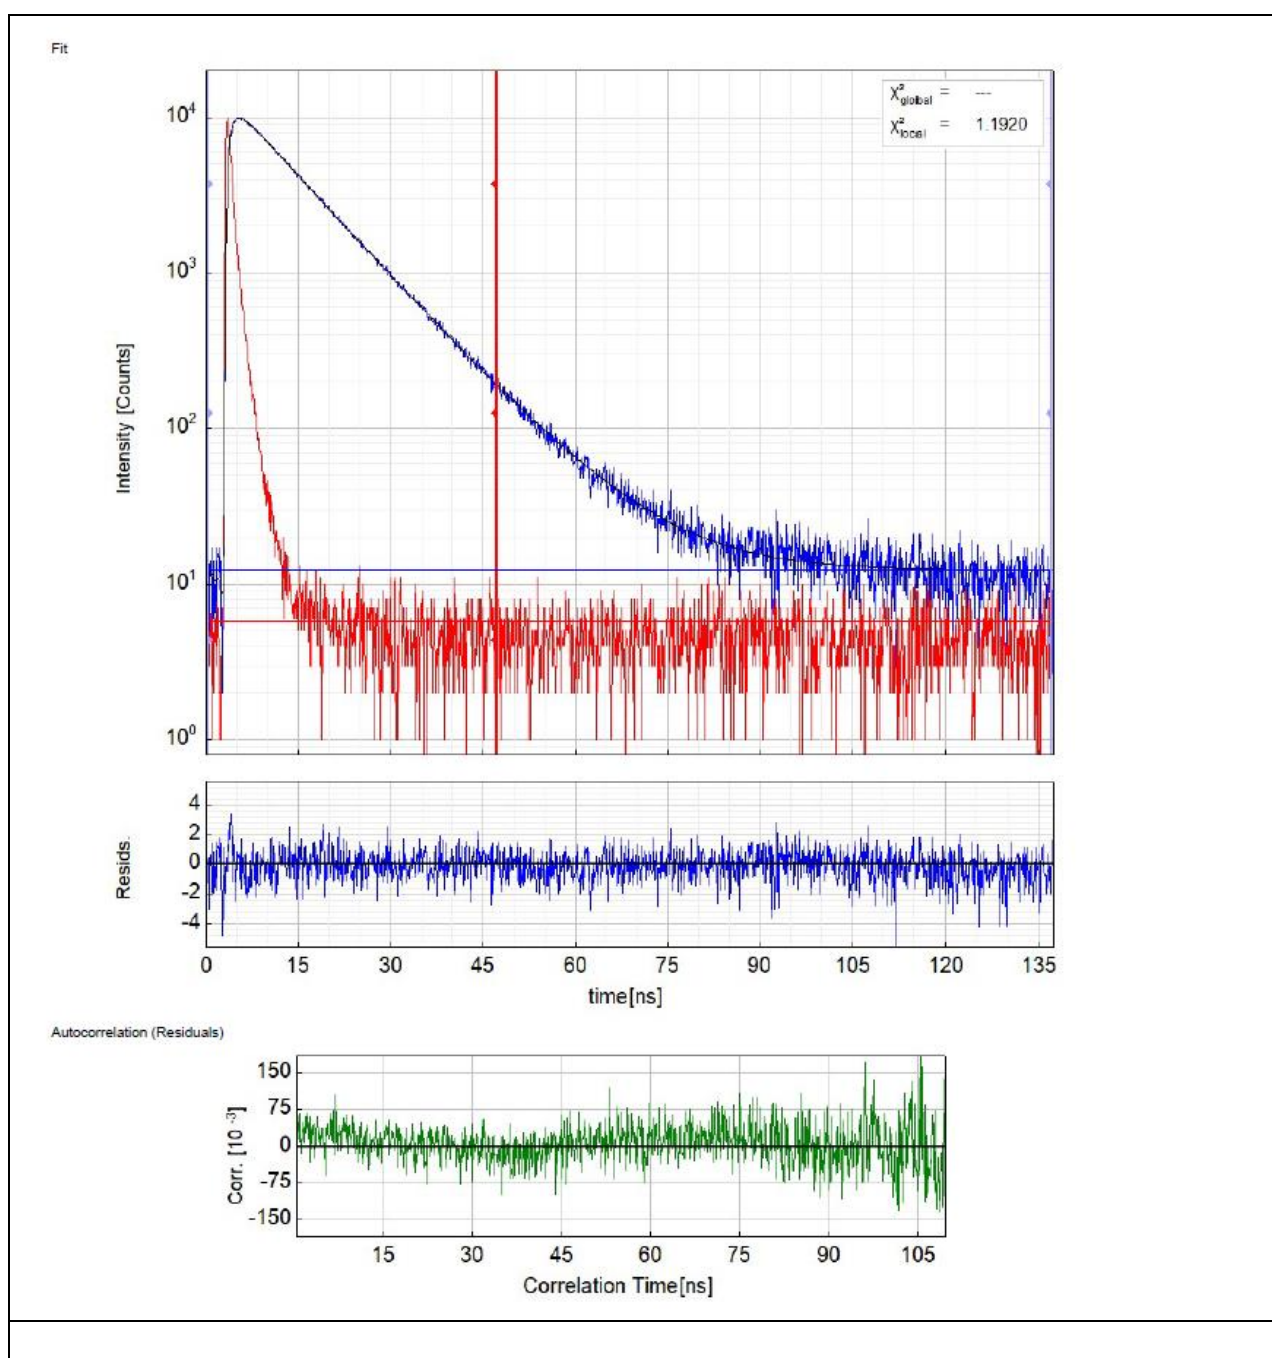 Fit
χ²global = ---
χ²local = 1.1920
10⁴
10³
10²
10¹
10⁰
Intensity [Counts]
4
2
0
-2
-4
Resids.
0 15 30 45 60 75 90 105 120 135
time[ns]
Autocorrelation (Residuals)
150
75
0
-75
-150
Corr. [10 -3]
15 30 45 60 75 90 105
Correlation Time[ns]